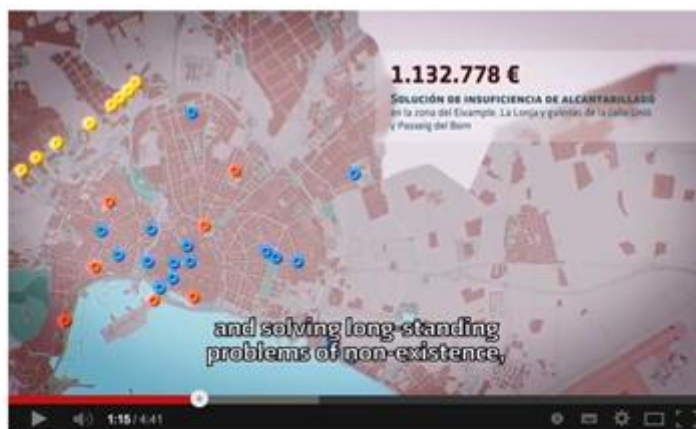 1.132.778 €
SOLUCIÓN DE INSUFICIENCIA DE ALCANTARILLADO
en la zona del Eixample, La Lonja y galerías de la calle Unió
y Passeig del Born
and solving long-standing
problems of non-existence,
1:15 / 4:41